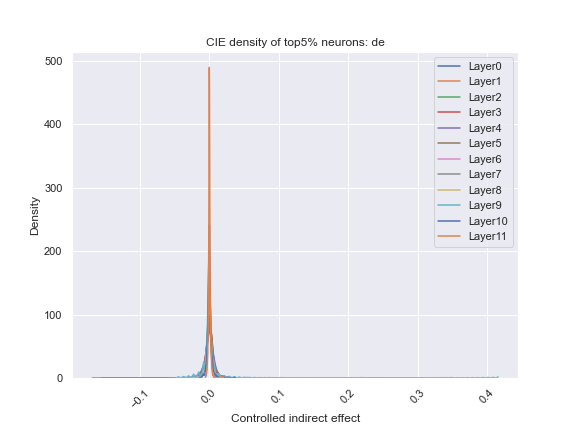 CIE density of top5% neurons: de
500
400
300
200
100
0
Density
−0.1
0.0
0.1
0.2
0.3
0.4
Controlled indirect effect
Layer0
Layer1
Layer2
Layer3
Layer4
Layer5
Layer6
Layer7
Layer8
Layer9
Layer10
Layer11